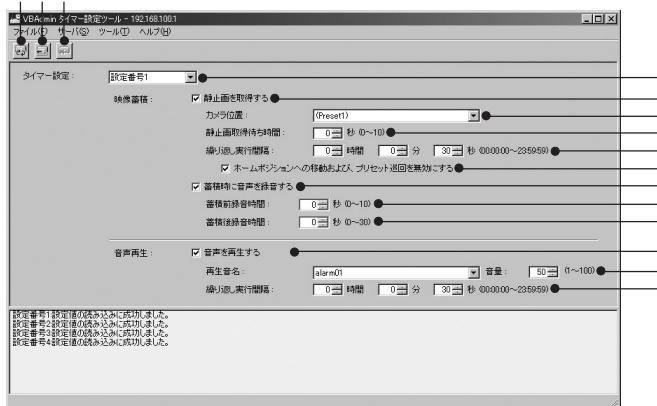 VBAdmin タイマー設定ツール - 192.168.100.1
ファイル(F) サーバ(S) ツール(T) ヘルプ(H)
タイマー設定： 設定番号1
映像蓄積： 静止画を取得する
カメラ位置： (Preset1)
静止画取得待ち時間： 0 秒 (0～10)
繰り返し実行間隔： 0 時間 0 分 30 秒 (00:00:00～23:59:59)
ホームポジションへの移動および、プリセット巡回を無効にする
蓄積時に音声を録音する
蓄積前録音時間： 0 秒 (0～10)
蓄積後録音時間： 0 秒 (0～30)
音声再生： 音声を再生する
再生音名： alarm01 音量： 50 (1～100)
繰り返し実行間隔： 0 時間 0 分 30 秒 (00:00:00～23:59:59)
設定番号1設定値の読み込みに成功しました。
設定番号2設定値の読み込みに成功しました。
設定番号3設定値の読み込みに成功しました。
設定番号4設定値の読み込みに成功しました。